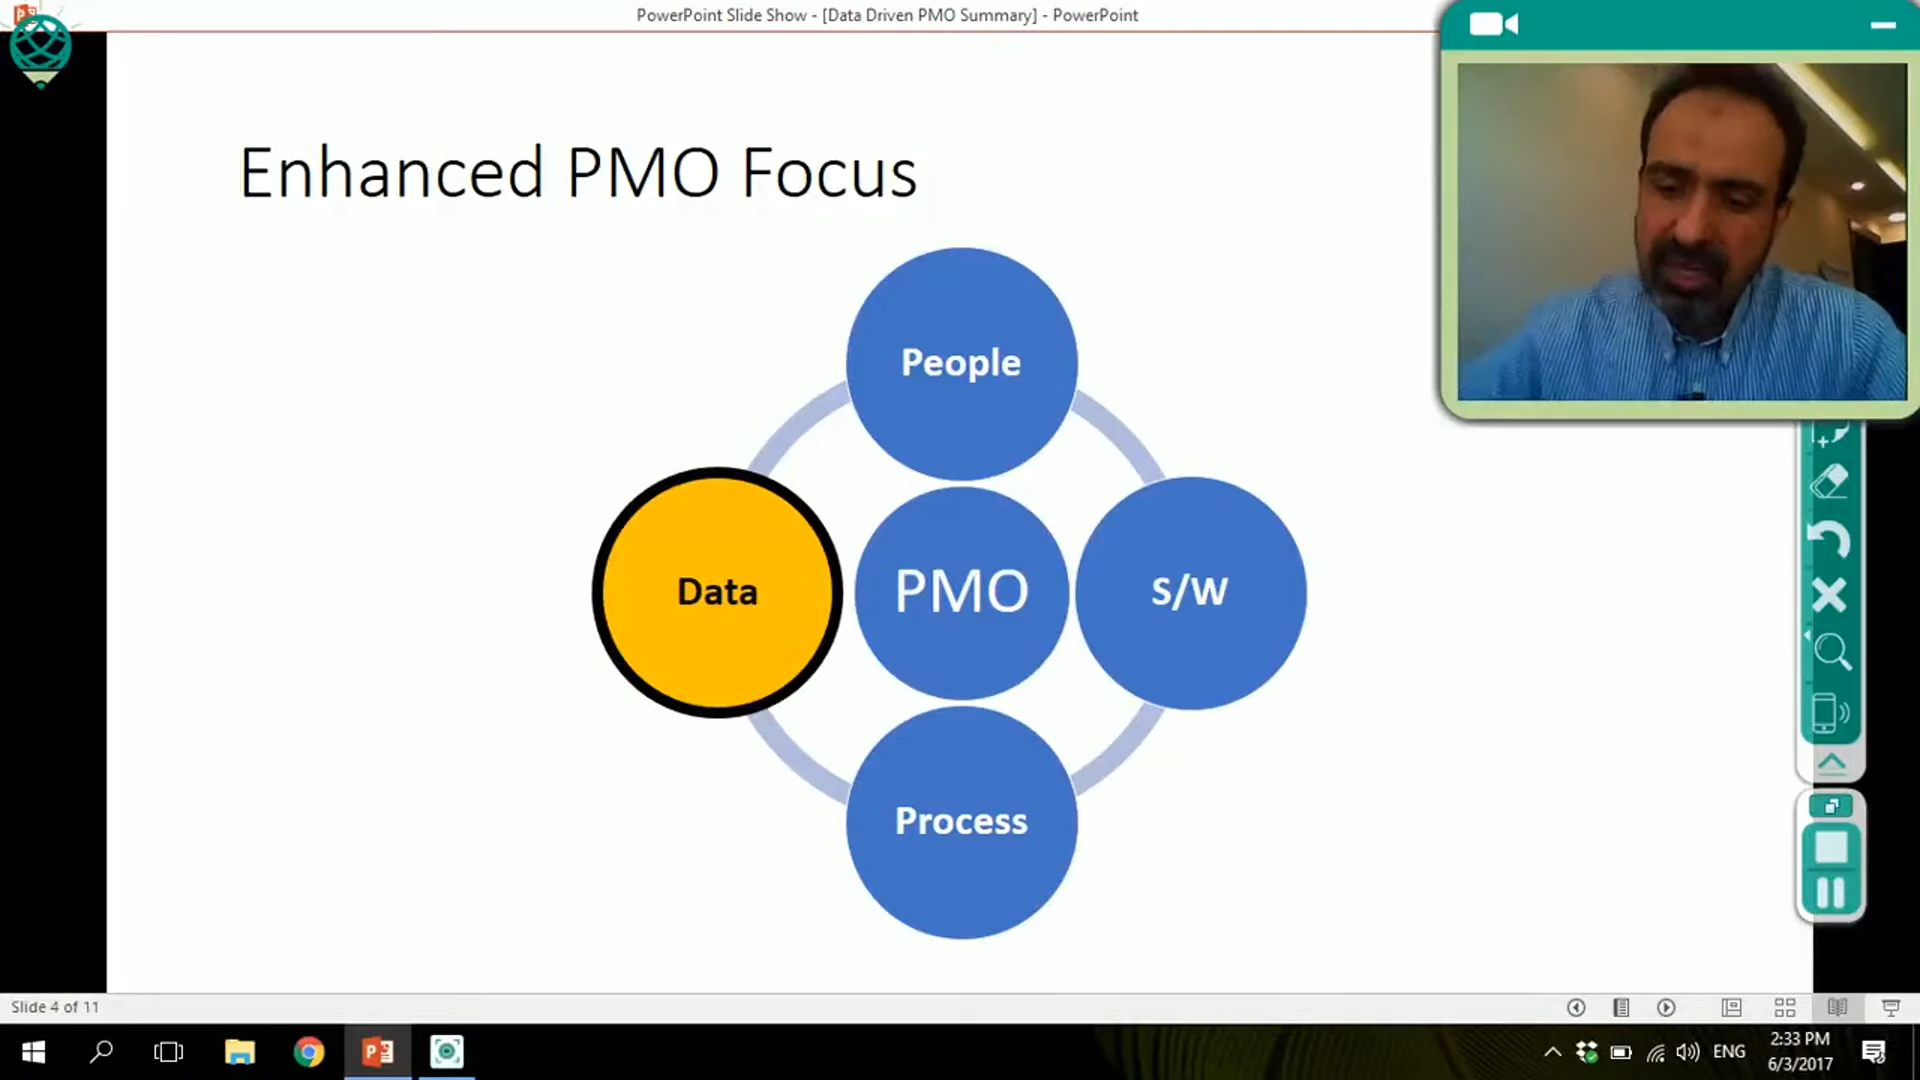 PowerPoint Slide Show - [Data Driven PMO Summary] - PowerPoint
Enhanced PMO Focus
People
Data
PMO
S/W
Process
Slide 4 of 11
ENG
2:33 PM
6/3/2017